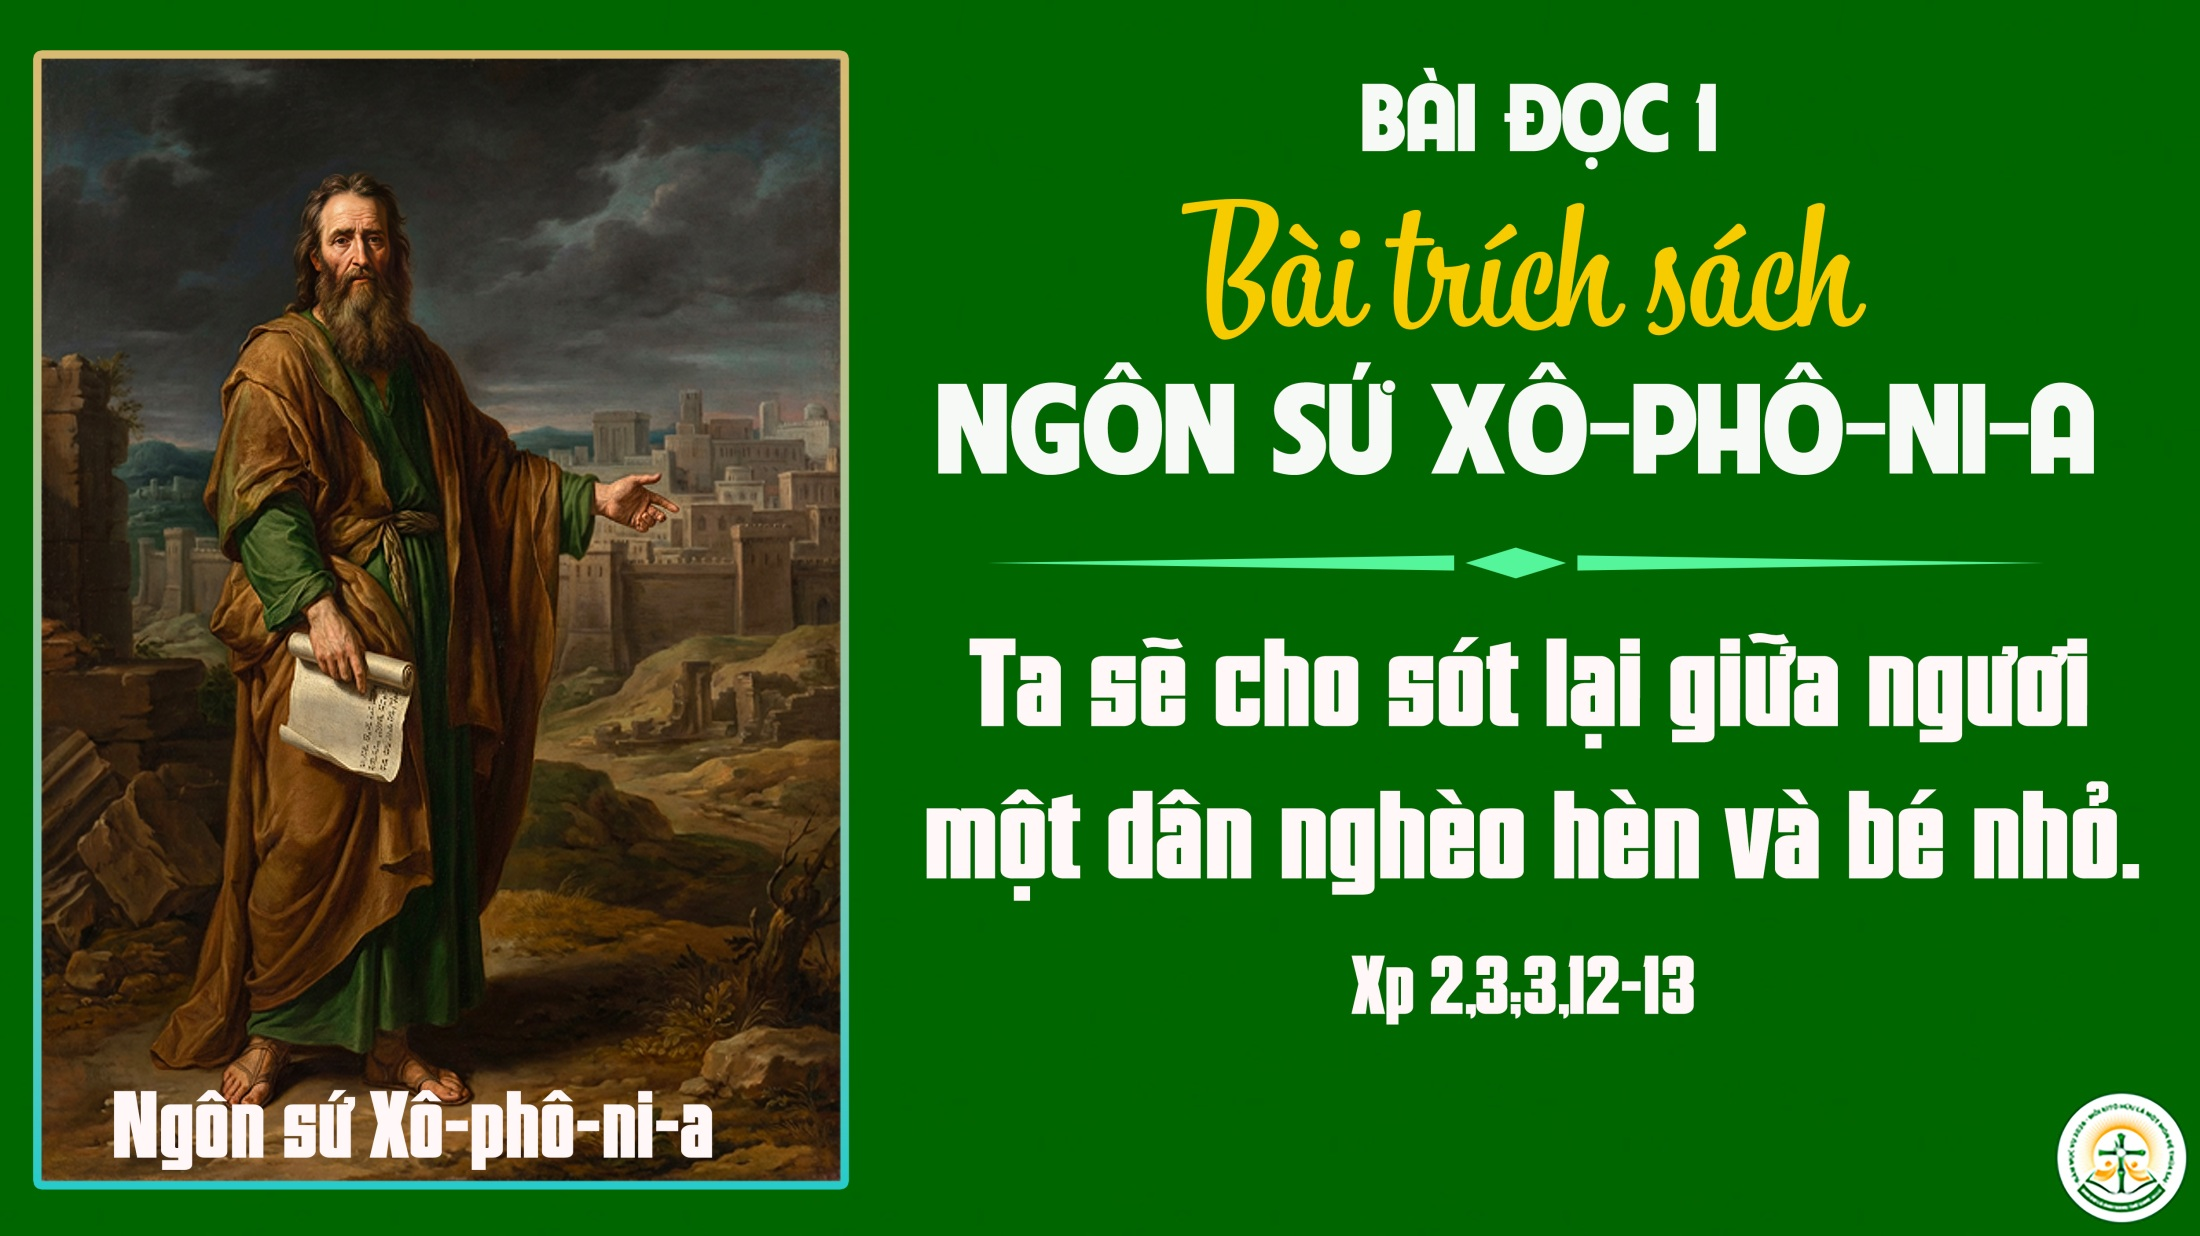 BÀI ĐỌC 1
Bài trích sách
NGÔN SỨ XÔ-PHÔ-NI-A
Ta sẽ cho sót lại giữa ngươi
một dân nghèo hèn và bé nhỏ.
Xp 2,3;3,12-13
Ngôn sứ Xô-phô-ni-a